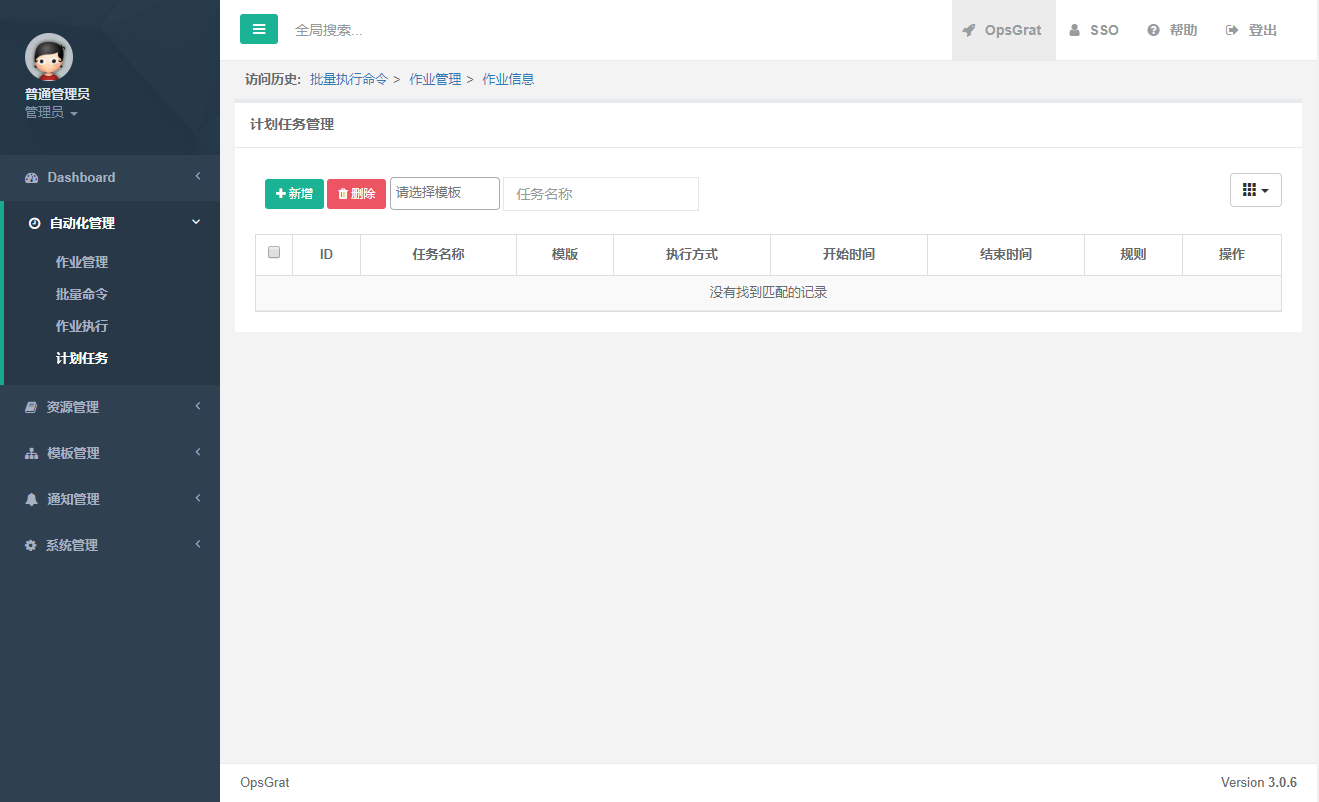 普通管理员
管理员
Dashboard
自动化管理
作业管理
批量命令
作业执行
计划任务
资源管理
模板管理
通知管理
系统管理
全局搜索...
OpsGrat
SSO
帮助
登出
访问历史: 批量执行命令 > 作业管理 > 作业信息
计划任务管理
新增 删除 请选择模板 任务名称
ID 任务名称 模版 执行方式 开始时间 结束时间 规则 操作
没有找到匹配的记录
OpsGrat
Version 3.0.6